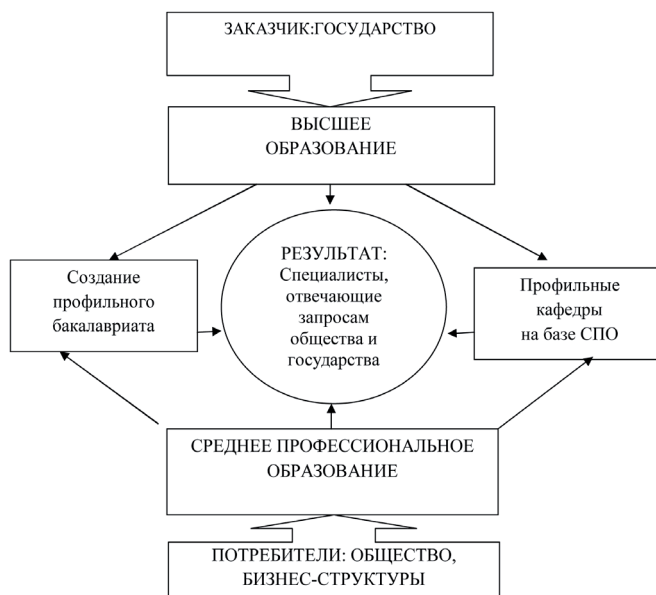 ЗАКАЗЧИК:ГОСУДАРСТВО
ВЫСШЕЕ
ОБРАЗОВАНИЕ
Создание
профильного
бакалавриата
РЕЗУЛЬТАТ:
Специалисты,
отвечающие
запросам
общества и
государства
Профильные
кафедры
на базе СПО
СРЕДНЕЕ ПРОФЕССИОНАЛЬНОЕ
ОБРАЗОВАНИЕ
ПОТРЕБИТЕЛИ: ОБЩЕСТВО,
БИЗНЕС-СТРУКТУРЫ